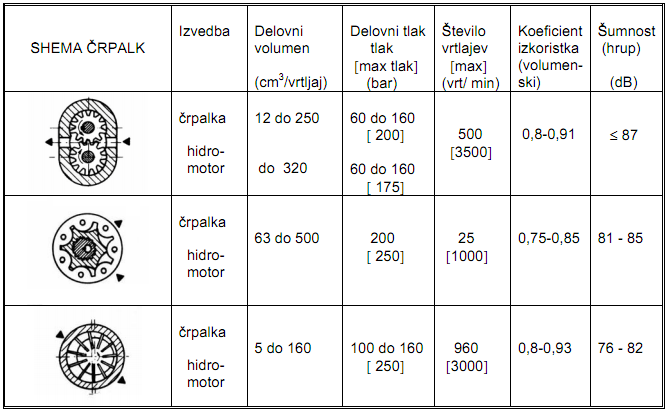 SHEMA ČRPALK
Izvedba
Delovni
volumen
(cm³/vrtljaj)
Delovni tlak
tlak
[max tlak]
(bar)
Število
vrtlajev
[max]
(vrt/ min)
Koeficient
izkoristka
(volumen-
ski)
Šumnost
(hrup)
(dB)
črpalka
hidro-
motor
12 do 250
do 320
60 do 160
[ 200]
60 do 160
[ 175]
500
[3500]
0,8-0,91
≤ 87
črpalka
hidro-
motor
63 do 500
200
[ 250]
25
[1000]
0,75-0,85
81 - 85
črpalka
hidro-
motor
5 do 160
100 do 160
[ 250]
960
[3000]
0,8-0,93
76 - 82